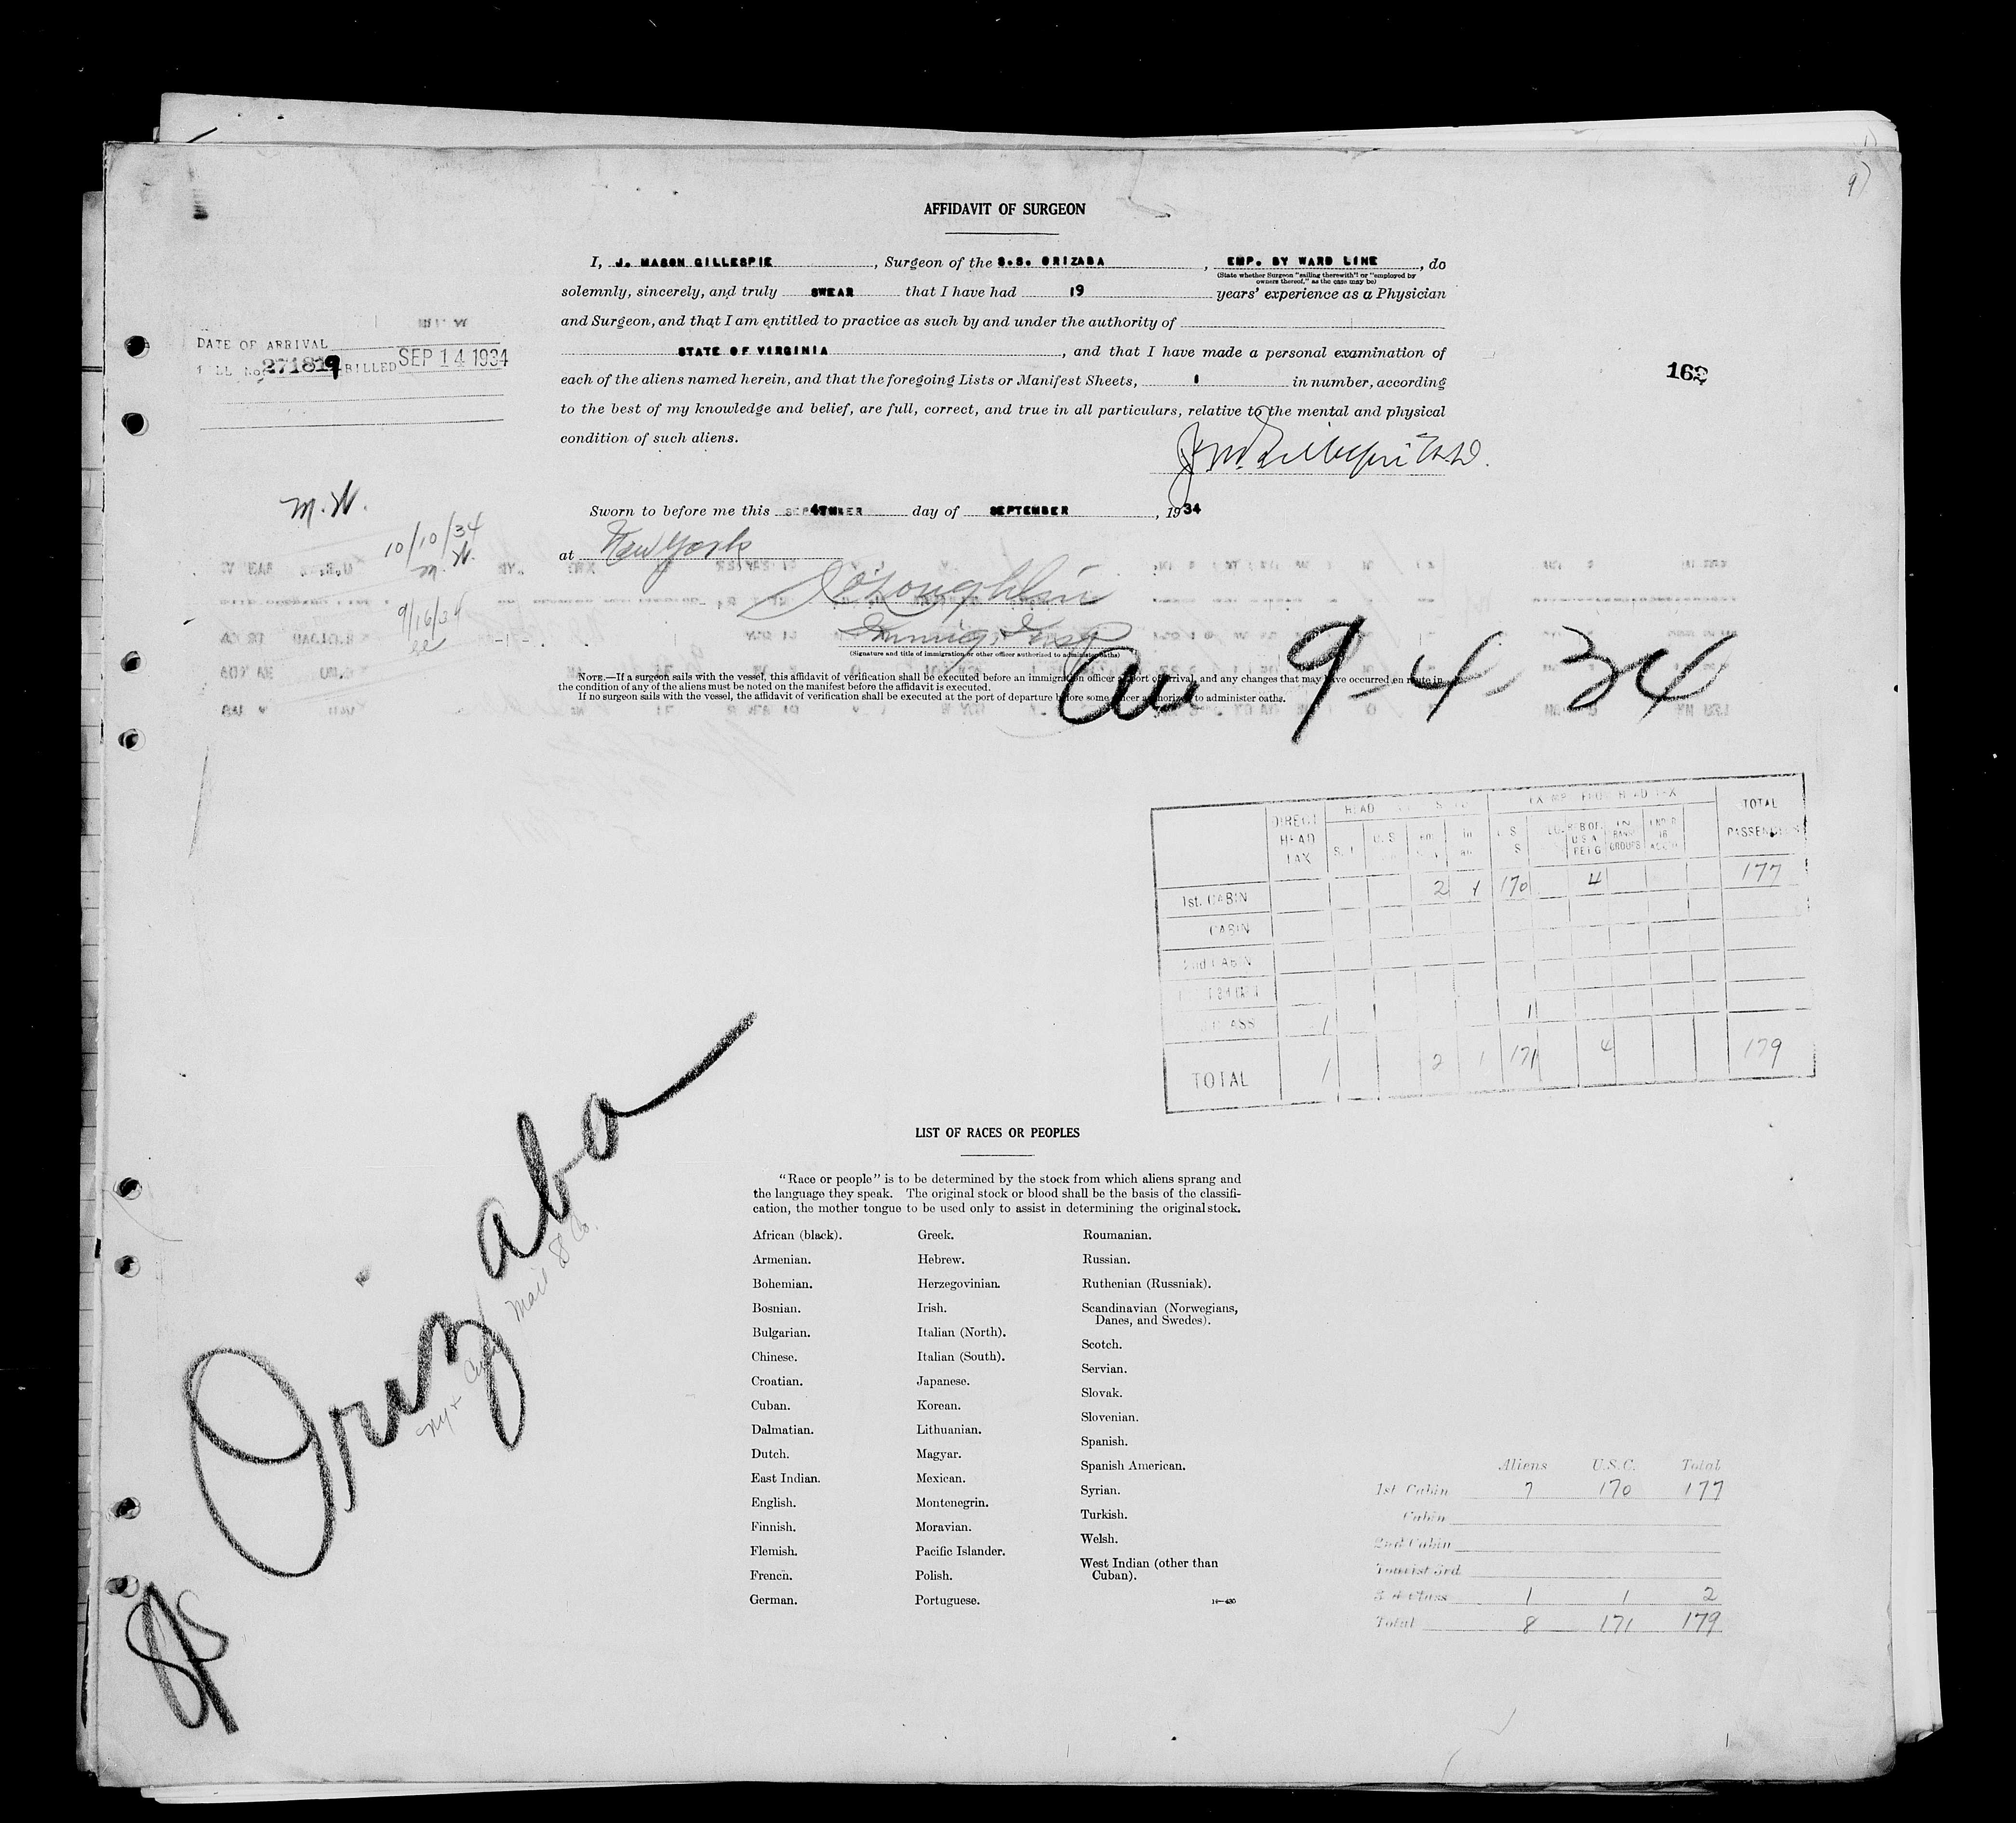 9)
AFFIDAVIT OF SURGEON
I, J. MASON GILLESPIE, Surgeon of the S.S. ORIZABA, EMP. BY WARD LINE, do
(State whether Surgeon "sailing therewith" or "employed by
owners thereof," as the case may be)
solemnly, sincerely, and truly SWEAR that I have had 19 years' experience as a Physician
and Surgeon, and that I am entitled to practice as such by and under the authority of
STATE OF VIRGINIA, and that I have made a personal examination of
each of the aliens named herein, and that the foregoing Lists or Manifest Sheets, 1 in number, according
to the best of my knowledge and belief, are full, correct, and true in all particulars, relative to the mental and physical
condition of such aliens.
DATE OF ARRIVAL
BILL No. 271819 BILLED SEP 14 1934
162
Sworn to before me this 4TH day of SEPTEMBER, 1934
at New York
M.W.
10/10/34
M.W.
9/16/34
Immig. Insp
(Signature and title of immigration or other officer authorized to administer oaths)
NOTE.—If a surgeon sails with the vessel, this affidavit of verification shall be executed before an immigration officer at port of arrival, and any changes that may have occurred en route in
the condition of any of the aliens must be noted on the manifest before the affidavit is executed.
If no surgeon sails with the vessel, the affidavit of verification shall be executed at the port of departure before some officer authorized to administer oaths.
9-4-34
DIRECT HEAD TAX
HEAD
EXEMPT FROM HEAD TAX
TOTAL PASSENGERS
1st. CABIN 2 1 170 4 177
CABIN
2nd CABIN
CLASS 1 1
TOTAL 1 2 1 171 4 179
Orizaba
Mail S S Co.
LIST OF RACES OR PEOPLES
"Race or people" is to be determined by the stock from which aliens sprang and
the language they speak. The original stock or blood shall be the basis of the classifi-
cation, the mother tongue to be used only to assist in determining the original stock.
African (black).
Armenian.
Bohemian.
Bosnian.
Bulgarian.
Chinese.
Croatian.
Cuban.
Dalmatian.
Dutch.
East Indian.
English.
Finnish.
Flemish.
French.
German.
Greek.
Hebrew.
Herzegovinian.
Irish.
Italian (North).
Italian (South).
Japanese.
Korean.
Lithuanian.
Magyar.
Mexican.
Montenegrin.
Moravian.
Pacific Islander.
Polish.
Portuguese.
Roumanian.
Russian.
Ruthenian (Russniak).
Scandinavian (Norwegians,
Danes, and Swedes).
Scotch.
Servian.
Slovak.
Slovenian.
Spanish.
Spanish American.
Syrian.
Turkish.
Welsh.
West Indian (other than
Cuban).
14—430
Aliens U.S.C. Total
1st Cabin 7 170 177
Cabin
2nd Cabin
Tourist 3rd
3rd Class 1 1 2
Total 8 171 179